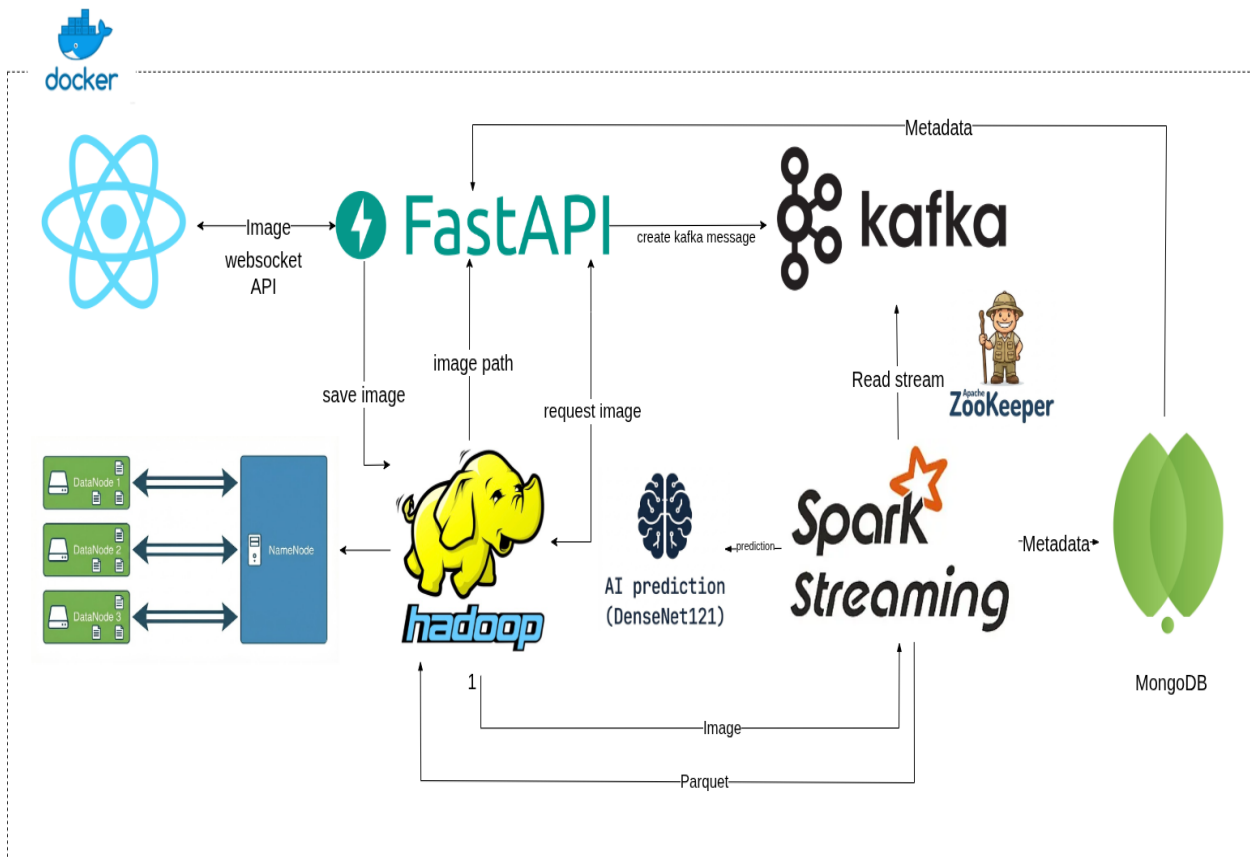 docker
Metadata
FastAPI
kafka
Image
websocket
API
create kafka message
save image
image path
request image
Read stream
Apache
ZooKeeper
DataNode 1
DataNode 2
DataNode 3
NameNode
hadoop
AI prediction
(DenseNet121)
prediction
Spark
Streaming
Metadata
MongoDB
1
Image
Parquet